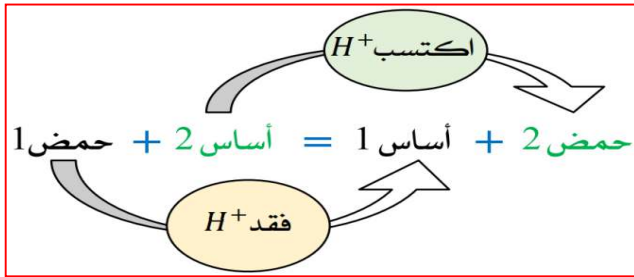 اكتسب H⁺
حمض1 + أساس 2 = أساس 1 + حمض 2
فقد H⁺